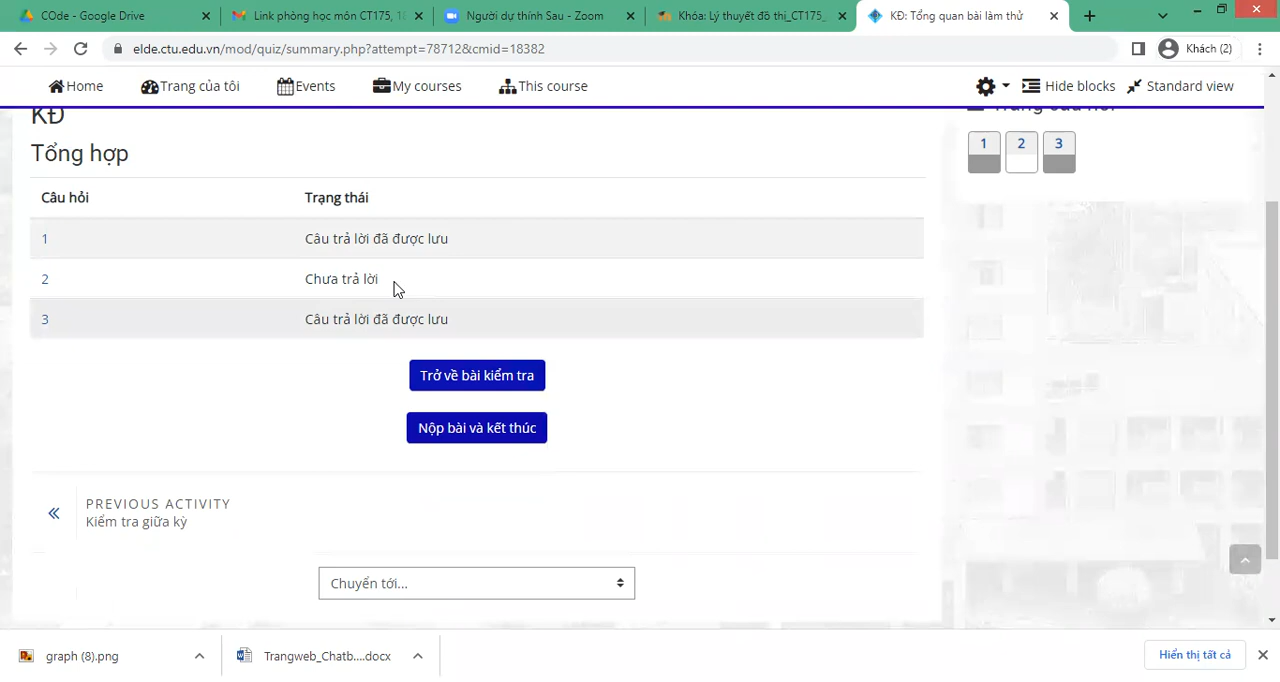 COde - Google Drive
Link phòng học môn CT175, 1
Người dự thính Sau - Zoom
Khóa: Lý thuyết đồ thị_CT175_
KĐ: Tổng quan bài làm thử
elde.ctu.edu.vn/mod/quiz/summary.php?attempt=78712&cmid=18382
Khách (2)
Home
Trang của tôi
Events
My courses
This course
Hide blocks
Standard view
KĐ
Tổng hợp
1 2 3
Câu hỏi Trạng thái
1 Câu trả lời đã được lưu
2 Chưa trả lời
3 Câu trả lời đã được lưu
Trở về bài kiểm tra
Nộp bài và kết thúc
PREVIOUS ACTIVITY
Kiểm tra giữa kỳ
Chuyển tới...
graph (8).png
Trangweb_Chatb....docx
Hiển thị tất cả